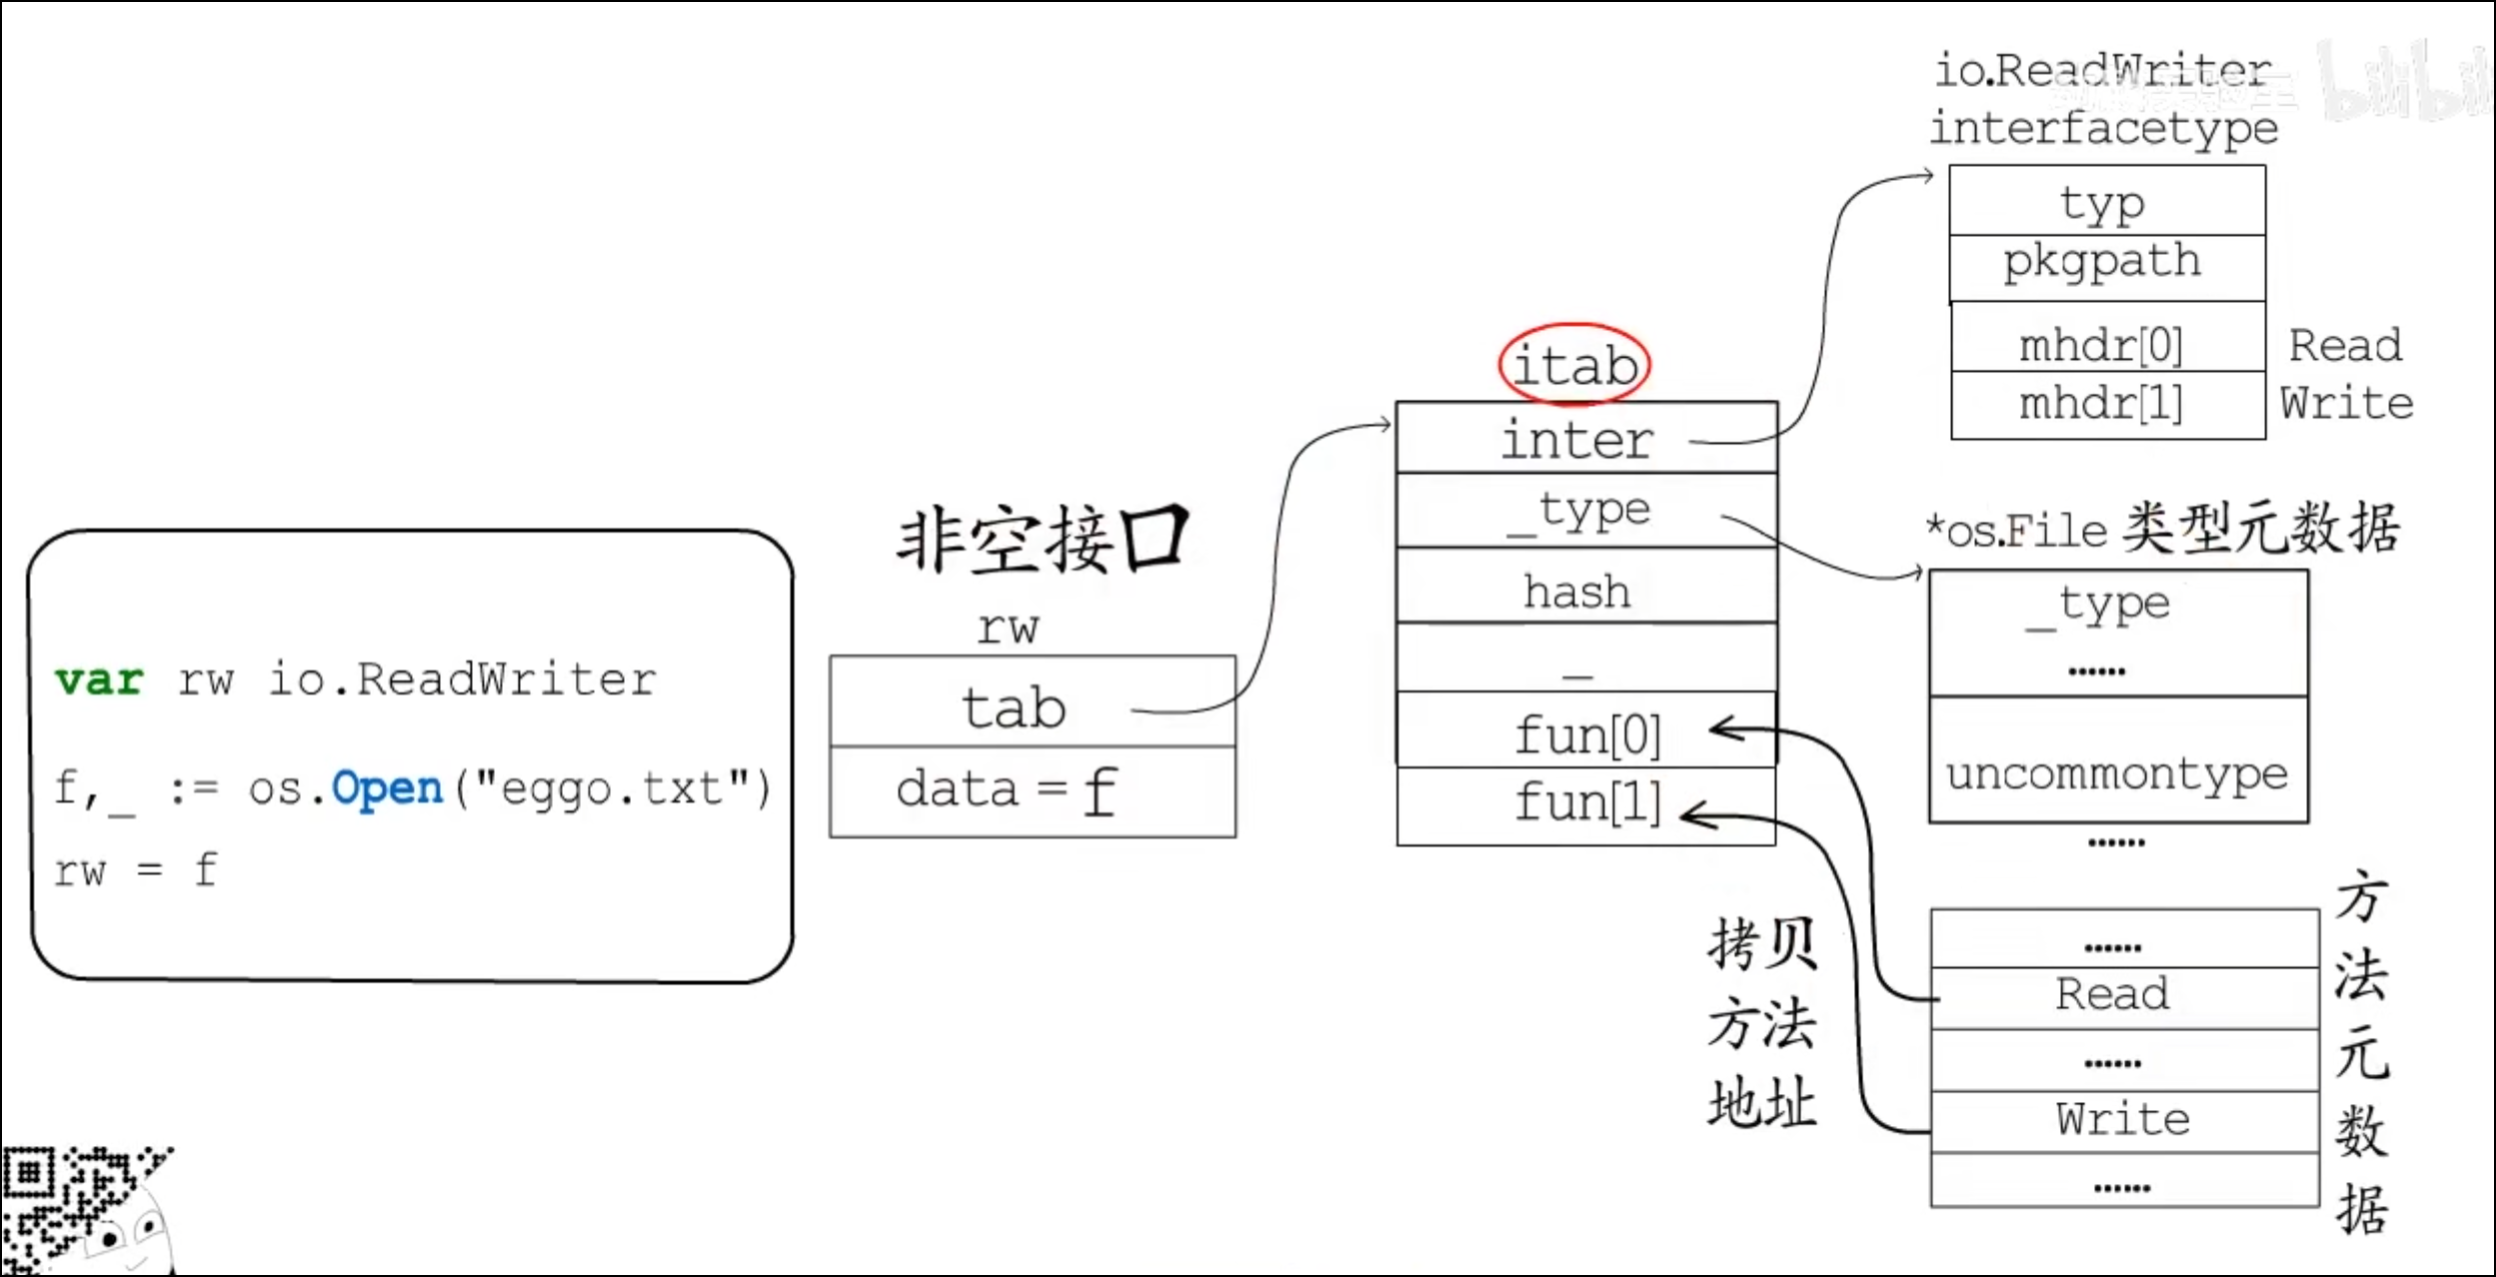 var rw io.ReadWriter
f,_ := os.Open("eggo.txt")
rw = f
非空接口
rw
tab
data = f
itab
inter
_type
hash
_
fun[0]
fun[1]
拷贝
方法
地址
io.ReadWriter
interfacetype
typ
pkgpath
mhdr[0] Read
mhdr[1] Write
*os.File 类型元数据
_type
......
uncommontype
......
方法元数据
......
Read
......
Write
......
bilibili